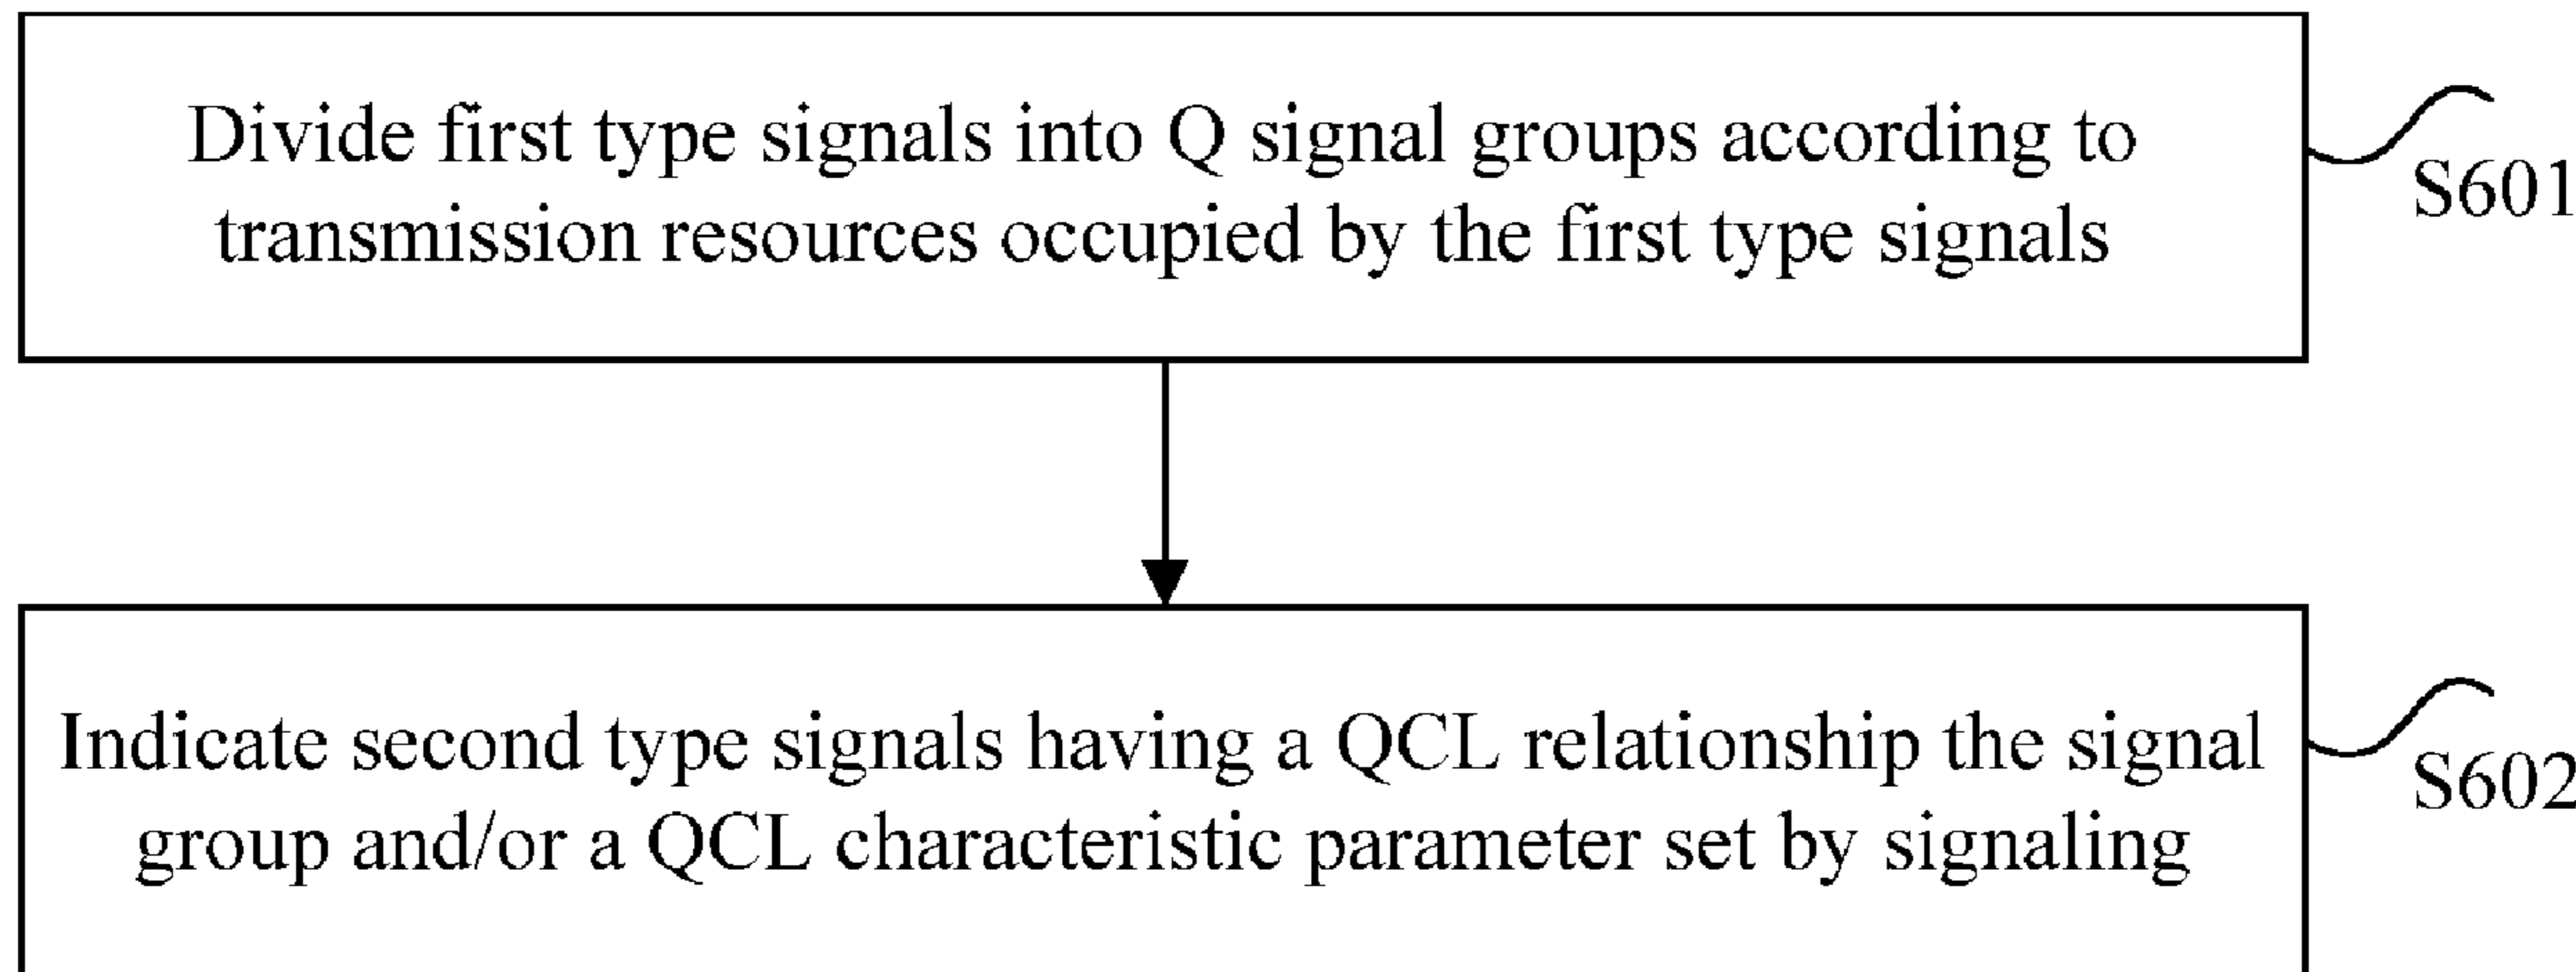 Divide first type signals into Q signal groups according to
transmission resources occupied by the first type signals
S601
Indicate second type signals having a QCL relationship the signal
group and/or a QCL characteristic parameter set by signaling
S602